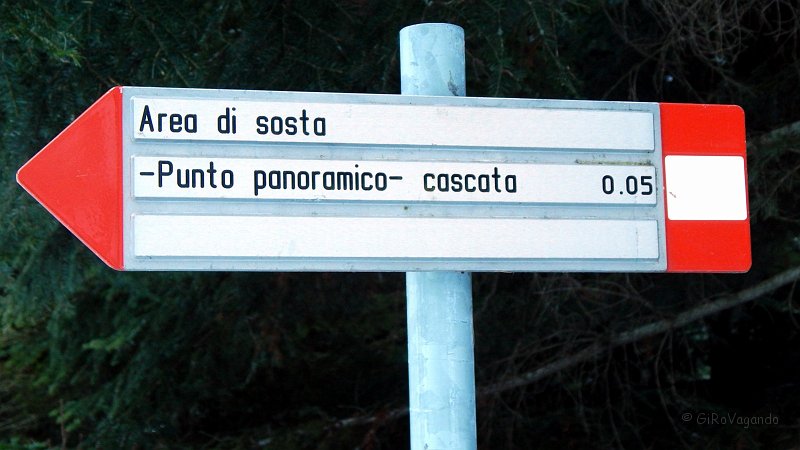 Area di sosta
-Punto panoramico- cascata 0.05
© GiRoVagando